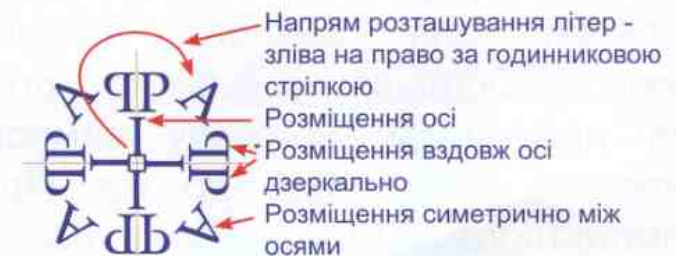 Напрям розташування літер -
зліва на право за годинниковою
стрілкою
Розміщення осі
Розміщення вздовж осі
дзеркально
Розміщення симетрично між
осями